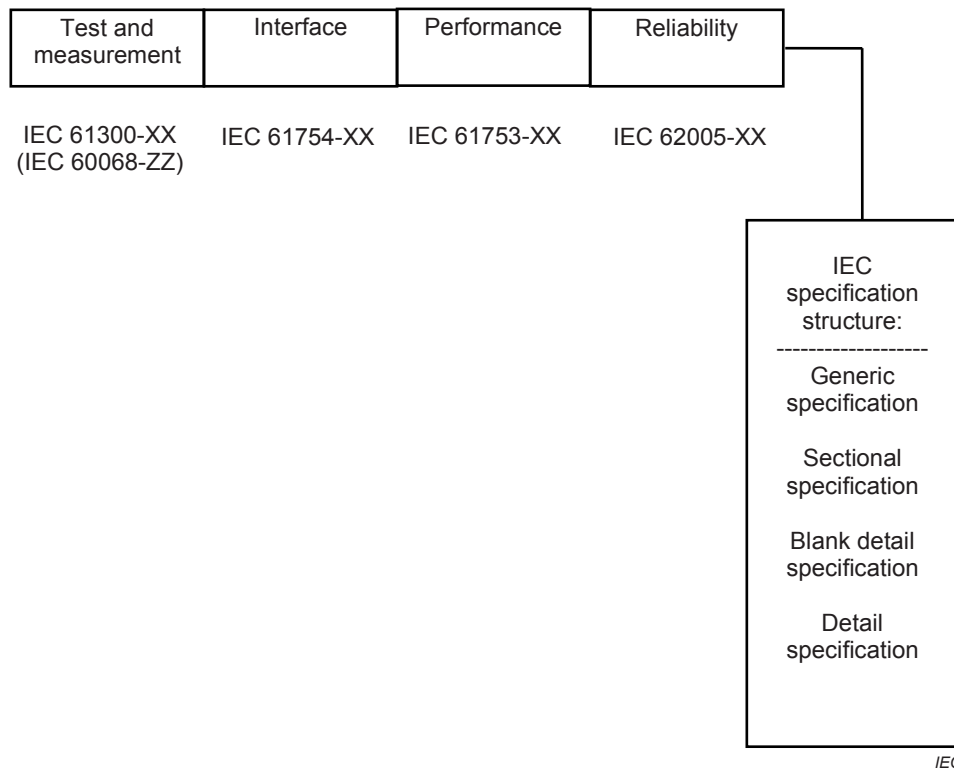 Test and
measurement
Interface
Performance
Reliability
IEC 61300-XX
(IEC 60068-ZZ)
IEC 61754-XX
IEC 61753-XX
IEC 62005-XX
IEC
specification
structure:
-------------------
Generic
specification
Sectional
specification
Blank detail
specification
Detail
specification
IEC